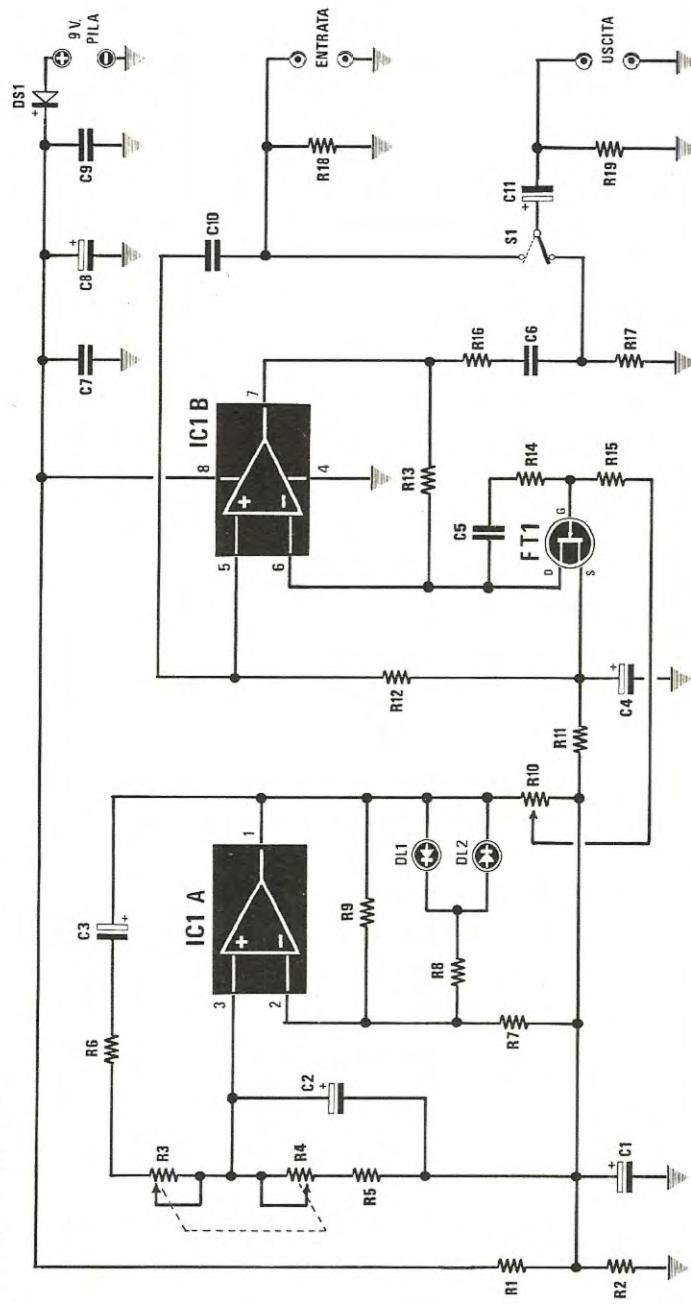 DS1
+
9 V.
PILA
−
C9
C8
+
C7
C10
ENTRATA
R18
USCITA
R19
C11
+
S1
IC1 B
8
7
5
+
6
−
4
R16
C6
R17
R13
C5
R14
FT1
D
G
S
R15
R12
R11
C4
+
C3
+
R6
IC1 A
1
3
+
2
−
R9
DL1
DL2
R8
R10
R7
R3
R4
C2
+
R5
C1
+
R1
R2